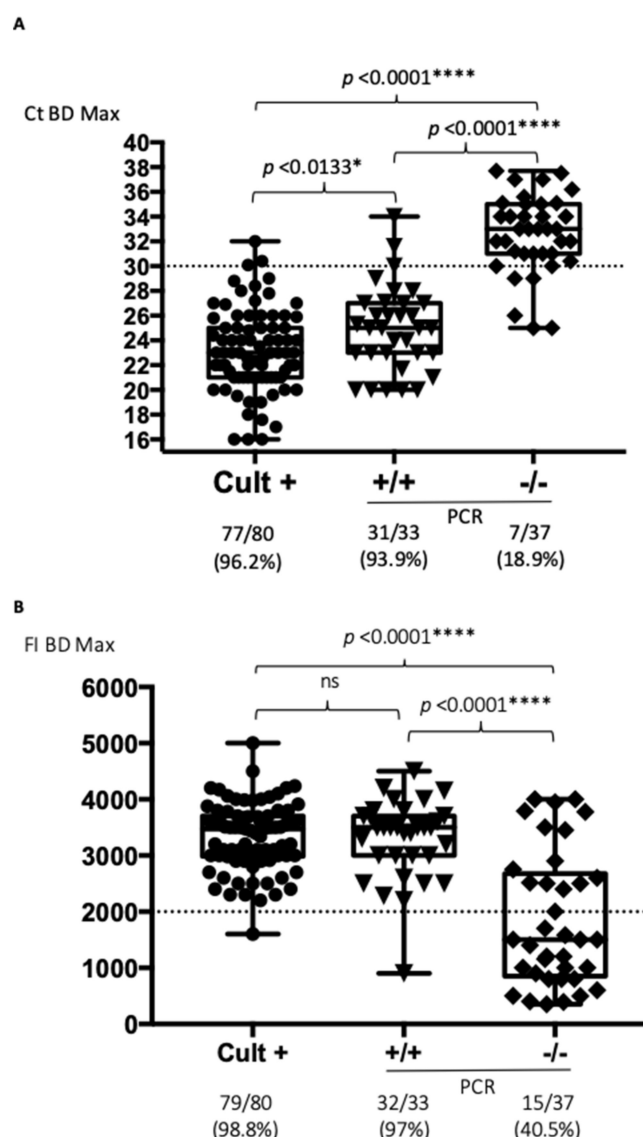 A
p <0.0001****
Ct BD Max
p <0.0001****
p <0.0133*
40
38
36
34
32
30
28
26
24
22
20
18
16
Cult + +/+ -/-
PCR
77/80 31/33 7/37
(96.2%) (93.9%) (18.9%)
B
p <0.0001****
Fl BD Max
ns
p <0.0001****
6000
5000
4000
3000
2000
1000
0
Cult + +/+ -/-
PCR
79/80 32/33 15/37
(98.8%) (97%) (40.5%)